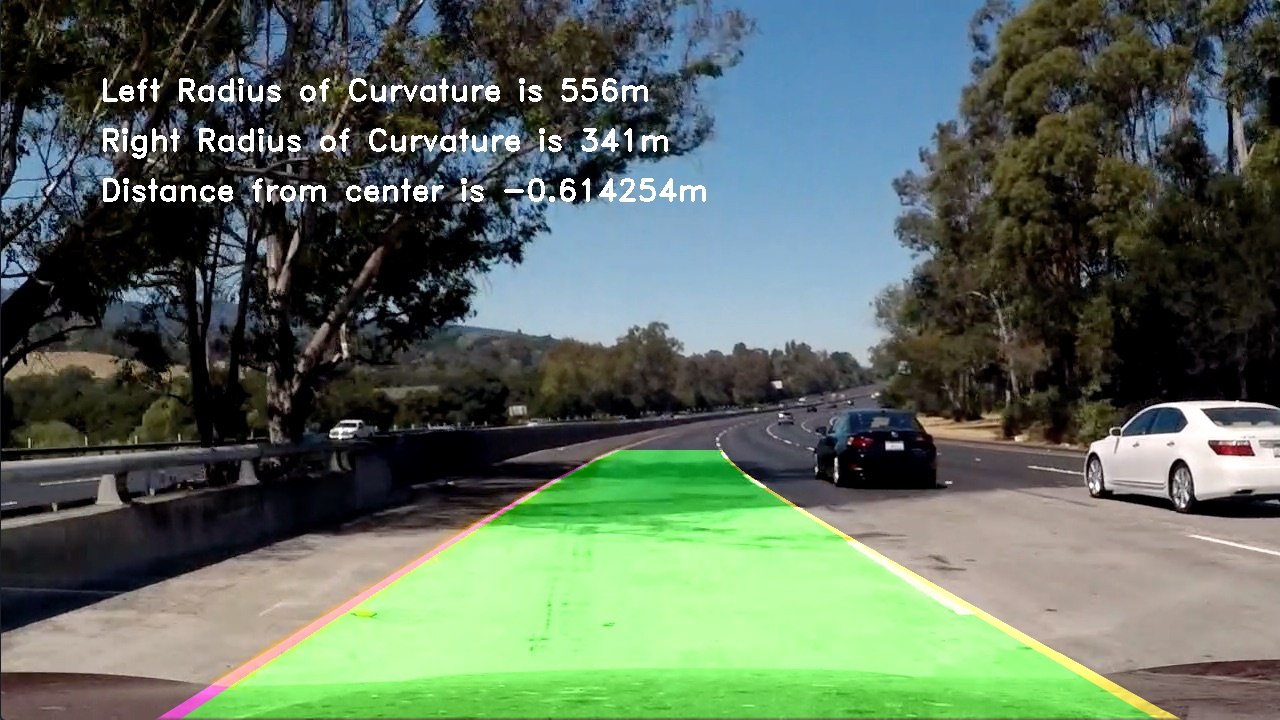 Left Radius of Curvature is 556m
Right Radius of Curvature is 341m
Distance from center is -0.614254m